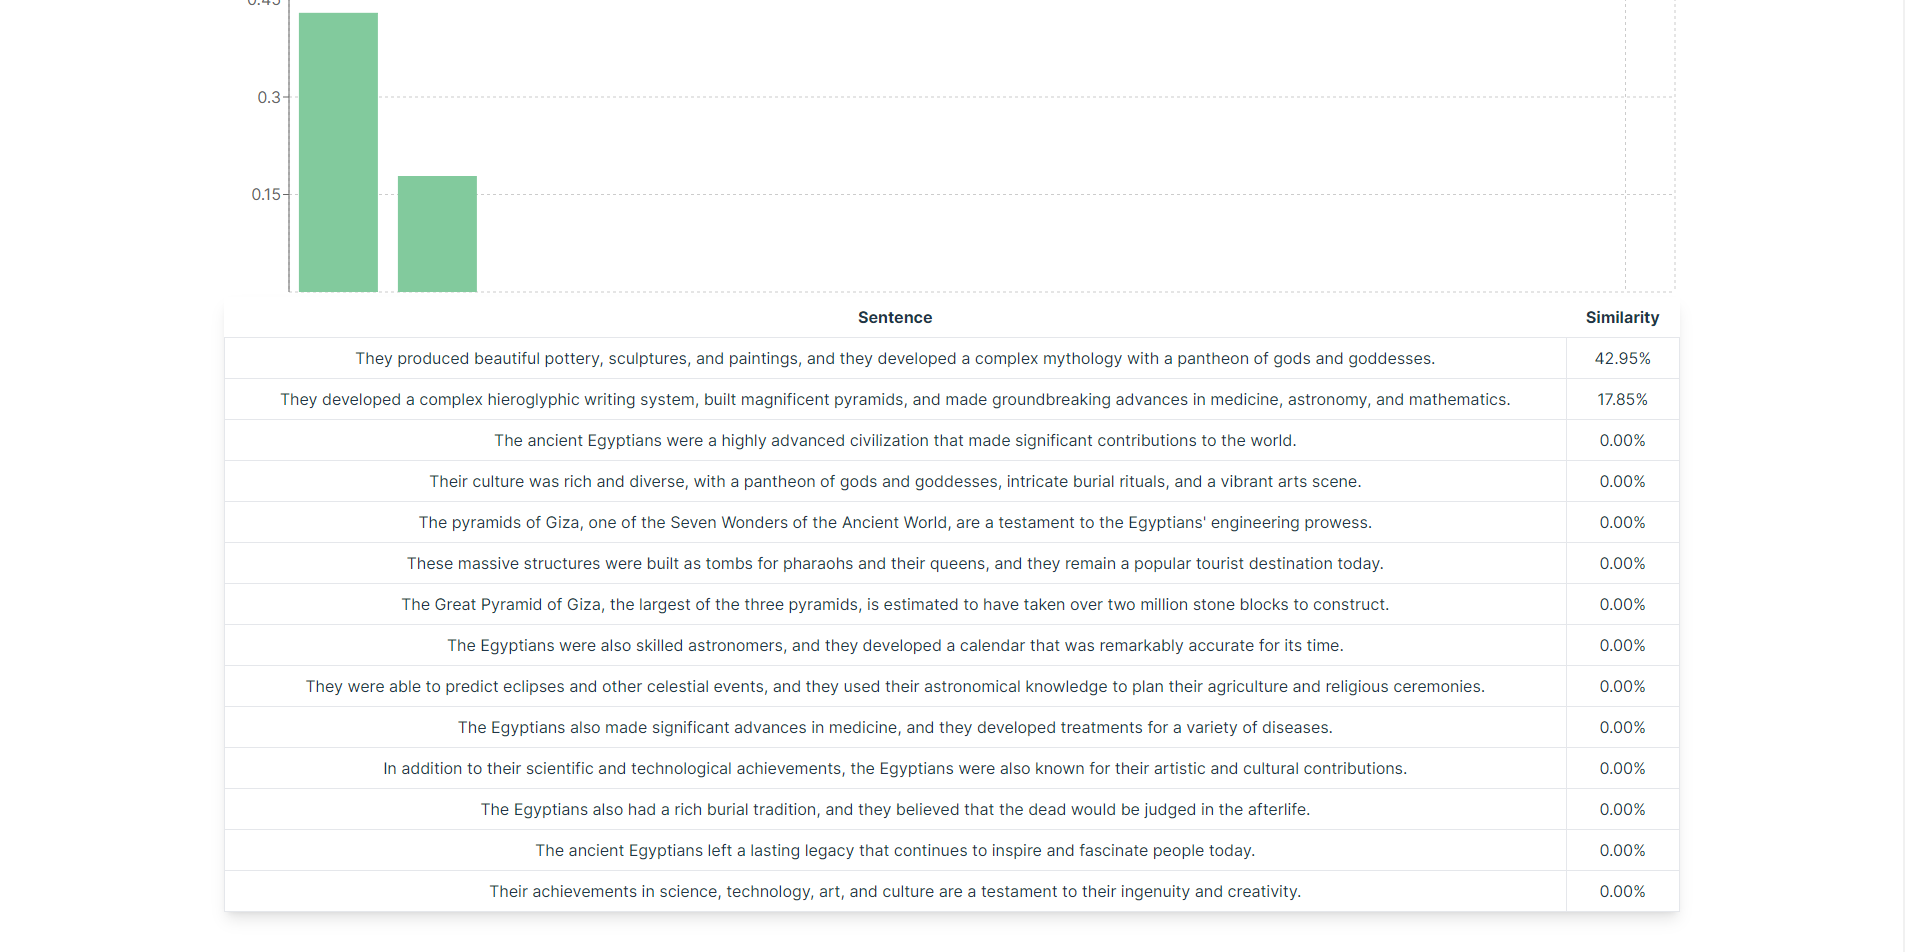 0.45
0.3
0.15
Sentence Similarity
They produced beautiful pottery, sculptures, and paintings, and they developed a complex mythology with a pantheon of gods and goddesses. 42.95%
They developed a complex hieroglyphic writing system, built magnificent pyramids, and made groundbreaking advances in medicine, astronomy, and mathematics. 17.85%
The ancient Egyptians were a highly advanced civilization that made significant contributions to the world. 0.00%
Their culture was rich and diverse, with a pantheon of gods and goddesses, intricate burial rituals, and a vibrant arts scene. 0.00%
The pyramids of Giza, one of the Seven Wonders of the Ancient World, are a testament to the Egyptians' engineering prowess. 0.00%
These massive structures were built as tombs for pharaohs and their queens, and they remain a popular tourist destination today. 0.00%
The Great Pyramid of Giza, the largest of the three pyramids, is estimated to have taken over two million stone blocks to construct. 0.00%
The Egyptians were also skilled astronomers, and they developed a calendar that was remarkably accurate for its time. 0.00%
They were able to predict eclipses and other celestial events, and they used their astronomical knowledge to plan their agriculture and religious ceremonies. 0.00%
The Egyptians also made significant advances in medicine, and they developed treatments for a variety of diseases. 0.00%
In addition to their scientific and technological achievements, the Egyptians were also known for their artistic and cultural contributions. 0.00%
The Egyptians also had a rich burial tradition, and they believed that the dead would be judged in the afterlife. 0.00%
The ancient Egyptians left a lasting legacy that continues to inspire and fascinate people today. 0.00%
Their achievements in science, technology, art, and culture are a testament to their ingenuity and creativity. 0.00%